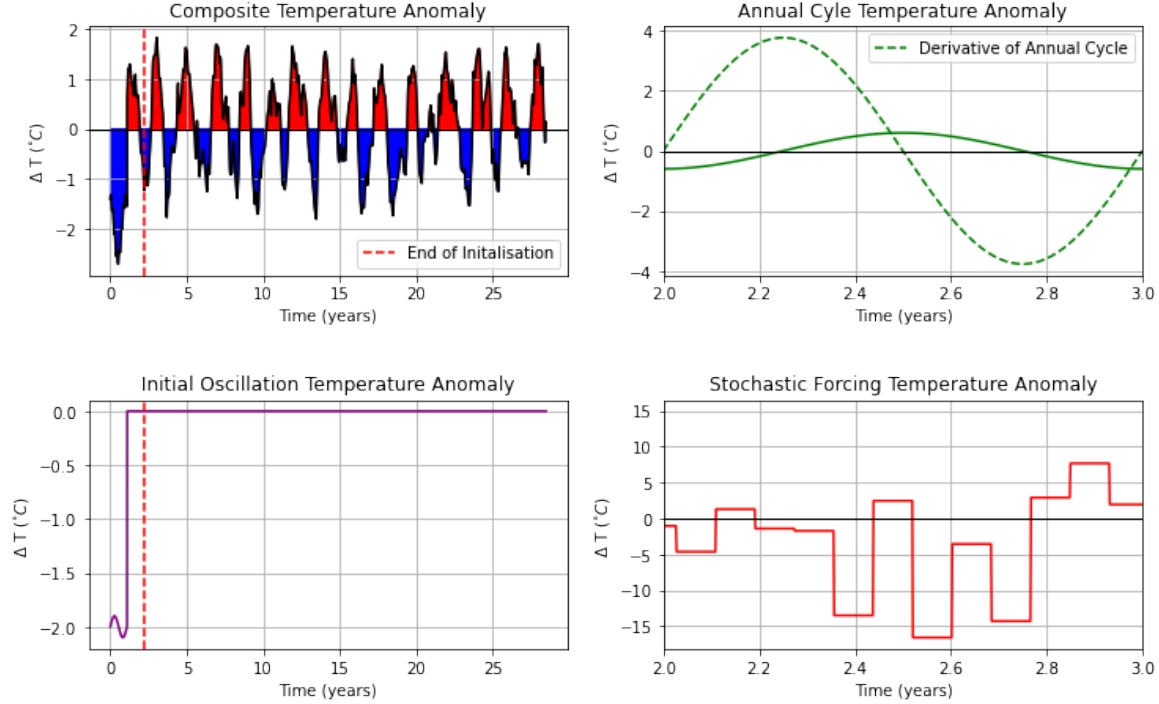 Composite Temperature Anomaly
2
1
0
−1
−2
Δ T (˚C)
End of Initalisation
0 5 10 15 20 25
Time (years)
Annual Cyle Temperature Anomaly
4
2
0
−2
−4
Δ T (˚C)
Derivative of Annual Cycle
2.0 2.2 2.4 2.6 2.8 3.0
Time (years)
Initial Oscillation Temperature Anomaly
0.0
−0.5
−1.0
−1.5
−2.0
Δ T (˚C)
0 5 10 15 20 25
Time (years)
Stochastic Forcing Temperature Anomaly
15
10
5
0
−5
−10
−15
Δ T (˚C)
2.0 2.2 2.4 2.6 2.8 3.0
Time (years)